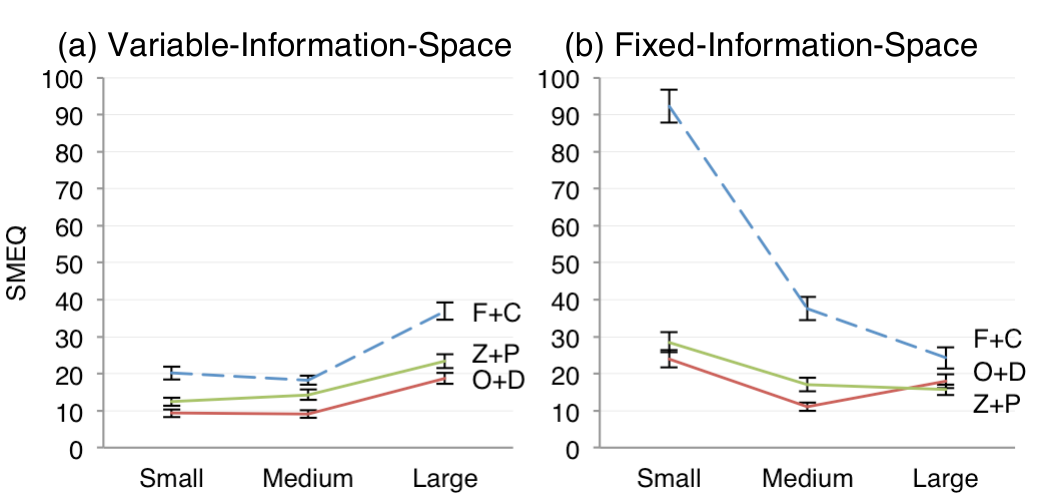 (a) Variable-Information-Space
(b) Fixed-Information-Space
SMEQ
100
90
80
70
60
50
40
30
20
10
0
F+C
Z+P
O+D
Small Medium Large
100
90
80
70
60
50
40
30
20
10
0
F+C
O+D
Z+P
Small Medium Large